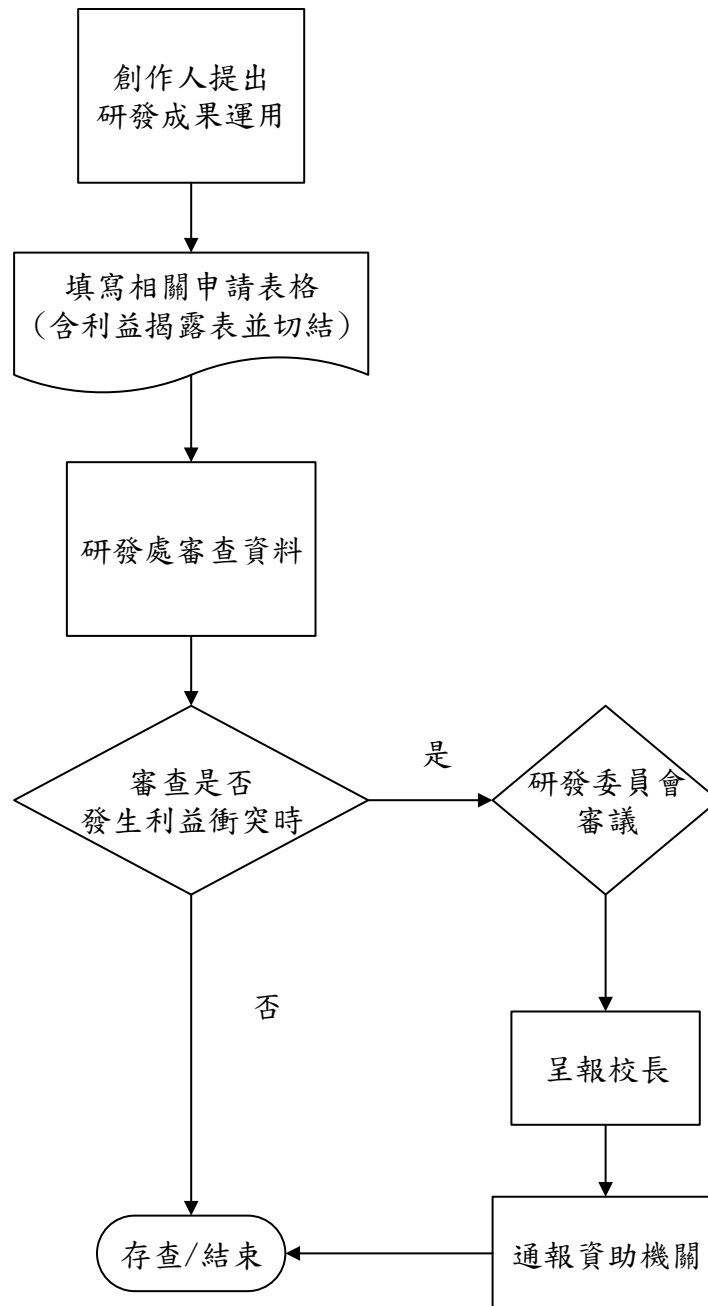 創作人提出
研發成果運用
填寫相關申請表格
（含利益揭露表並切結）
研發處審查資料
審查是否
發生利益衝突時
是
研發委員會
審議
否
呈報校長
存查/結束
通報資助機關